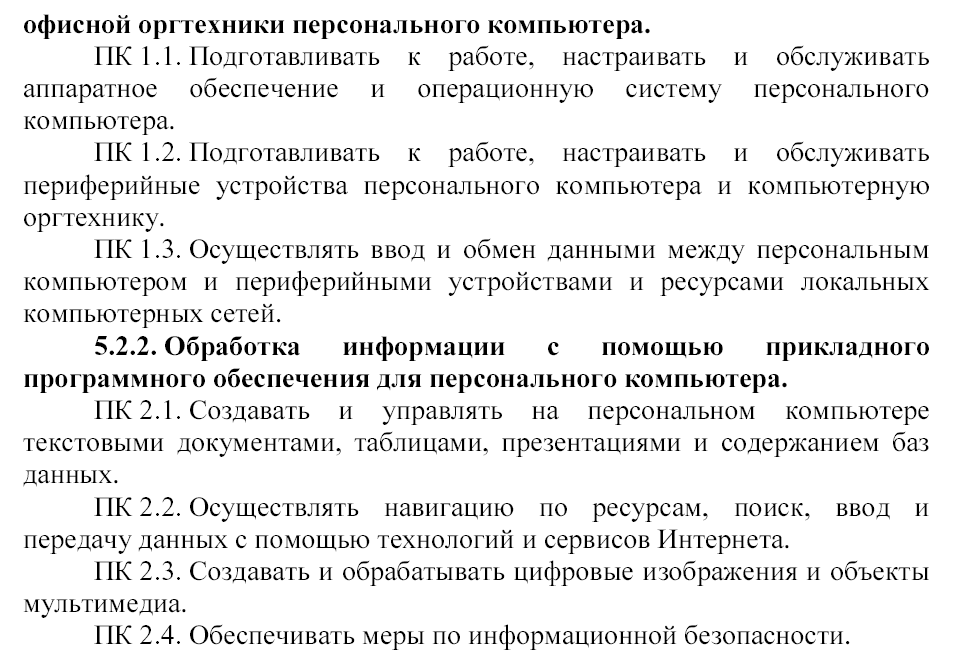 офисной оргтехники персонального компьютера.
ПК 1.1. Подготавливать к работе, настраивать и обслуживать
аппаратное обеспечение и операционную систему персонального
компьютера.
ПК 1.2. Подготавливать к работе, настраивать и обслуживать
периферийные устройства персонального компьютера и компьютерную
оргтехнику.
ПК 1.3. Осуществлять ввод и обмен данными между персональным
компьютером и периферийными устройствами и ресурсами локальных
компьютерных сетей.
5.2.2. Обработка информации с помощью прикладного
программного обеспечения для персонального компьютера.
ПК 2.1. Создавать и управлять на персональном компьютере
текстовыми документами, таблицами, презентациями и содержанием баз
данных.
ПК 2.2. Осуществлять навигацию по ресурсам, поиск, ввод и
передачу данных с помощью технологий и сервисов Интернета.
ПК 2.3. Создавать и обрабатывать цифровые изображения и объекты
мультимедиа.
ПК 2.4. Обеспечивать меры по информационной безопасности.